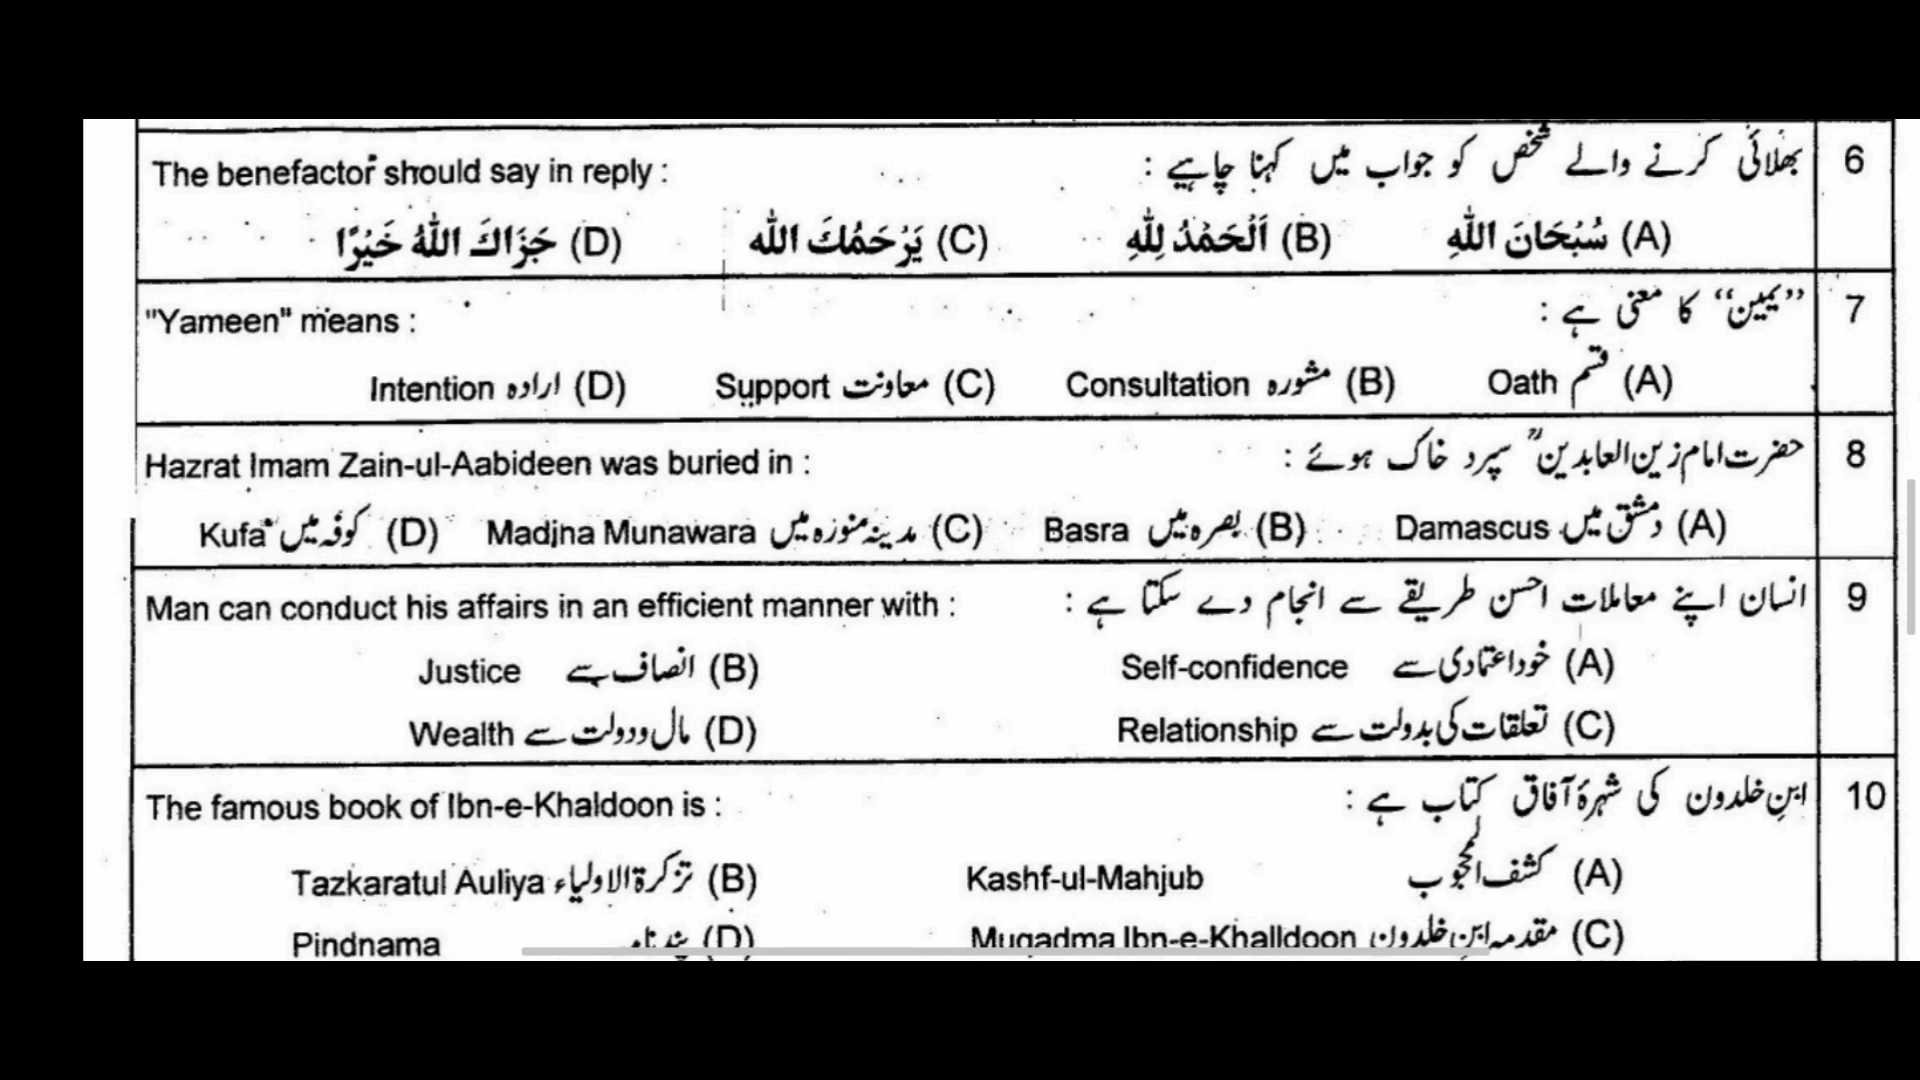 6 بھلائی کرنے والے شخص کو جواب میں کہنا چاہیے : The benefactor should say in reply :
(A) سُبْحَانَ اللّٰهِ (B) اَلْحَمْدُ لِلّٰهِ (C) يَرْحَمُكَ اللّٰه (D) جَزَاكَ اللّٰهُ خَيْرًا
7 ’’یمین‘‘ کا معنی ہے : "Yameen" means :
(A) قسم Oath (B) مشورہ Consultation (C) معاونت Support (D) ارادہ Intention
8 حضرت امام زین العابدینؒ سپرد خاک ہوئے : Hazrat Imam Zain-ul-Aabideen was buried in :
(A) دمشق میں Damascus (B) بصرہ میں Basra (C) مدینہ منورہ میں Madina Munawara (D) کوفہ میں Kufa
9 انسان اپنے معاملات احسن طریقے سے انجام دے سکتا ہے : Man can conduct his affairs in an efficient manner with :
(A) خود اعتمادی سے Self-confidence (B) انصاف سے Justice
(C) تعلقات کی بدولت سے Relationship (D) مال و دولت سے Wealth
10 ابنِ خلدون کی شہرۂ آفاق کتاب ہے : The famous book of Ibn-e-Khaldoon is :
(A) کشف المحجوب Kashf-ul-Mahjub (B) تزکرۃ الاولیاء Tazkaratul Auliya
(C) مقدمہ ابنِ خلدون Muqadma Ibn-e-Khalldoon (D) پند نامہ Pindnama